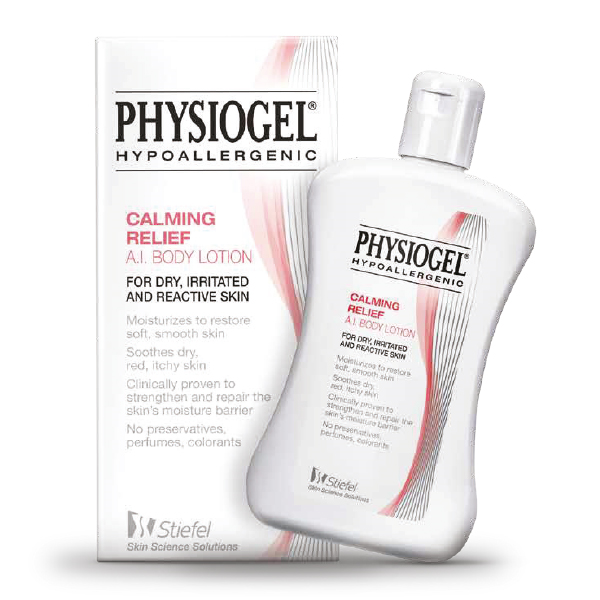 PHYSIOGEL®
HYPOALLERGENIC
CALMING
RELIEF
A.I. BODY LOTION
FOR DRY, IRRITATED
AND REACTIVE SKIN
Moisturizes to restore
soft, smooth skin
Soothes dry,
red, itchy skin
Clinically proven to
strengthen and repair the
skin's moisture barrier
No preservatives,
perfumes, colorants
Stiefel
Skin Science Solutions
PHYSIOGEL®
HYPOALLERGENIC
CALMING
RELIEF
A.I. BODY LOTION
FOR DRY, IRRITATED
AND REACTIVE SKIN
Moisturizes to restore
soft, smooth skin
Soothes dry,
red, itchy skin
Clinically proven to
strengthen and repair the
skin's moisture barrier
No preservatives,
perfumes, colorants
Stiefel
Skin Science Solutions